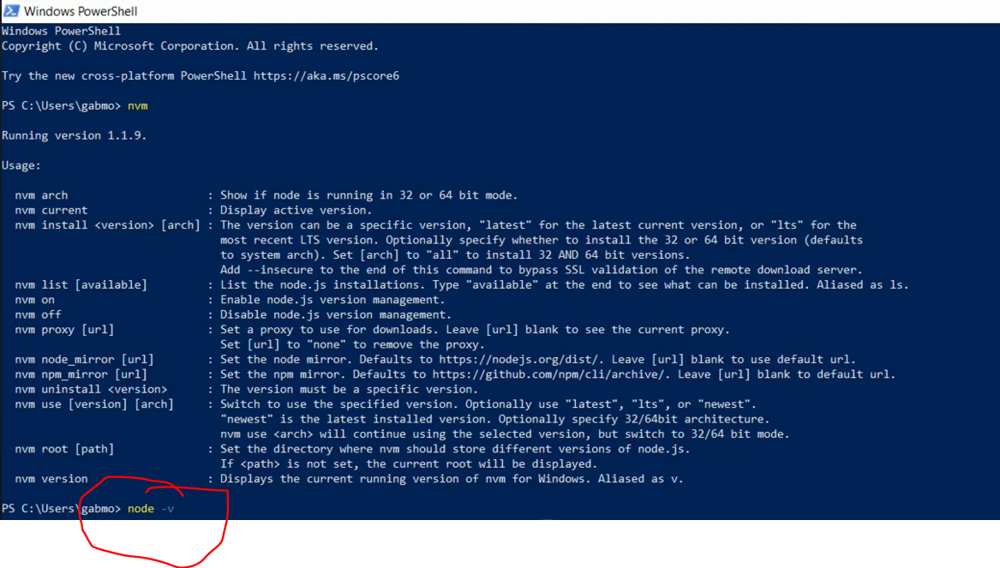 Windows PowerShell
Windows PowerShell
Copyright (C) Microsoft Corporation. All rights reserved.
Try the new cross-platform PowerShell https://aka.ms/pscore6
PS C:\Users\gabmo> nvm
Running version 1.1.9.
Usage:
nvm arch : Show if node is running in 32 or 64 bit mode.
nvm current : Display active version.
nvm install <version> [arch] : The version can be a specific version, "latest" for the latest current version, or "lts" for the
most recent LTS version. Optionally specify whether to install the 32 or 64 bit version (defaults
to system arch). Set [arch] to "all" to install 32 AND 64 bit versions.
Add --insecure to the end of this command to bypass SSL validation of the remote download server.
nvm list [available] : List the node.js installations. Type "available" at the end to see what can be installed. Aliased as ls.
nvm on : Enable node.js version management.
nvm off : Disable node.js version management.
nvm proxy [url] : Set a proxy to use for downloads. Leave [url] blank to see the current proxy.
Set [url] to "none" to remove the proxy.
nvm node_mirror [url] : Set the node mirror. Defaults to https://nodejs.org/dist/. Leave [url] blank to use default url.
nvm npm_mirror [url] : Set the npm mirror. Defaults to https://github.com/npm/cli/archive/. Leave [url] blank to default url.
nvm uninstall <version> : The version must be a specific version.
nvm use [version] [arch] : Switch to use the specified version. Optionally use "latest", "lts", or "newest".
"newest" is the latest installed version. Optionally specify 32/64bit architecture.
nvm use <arch> will continue using the selected version, but switch to 32/64 bit mode.
nvm root [path] : Set the directory where nvm should store different versions of node.js.
If <path> is not set, the current root will be displayed.
nvm version : Displays the current running version of nvm for Windows. Aliased as v.
PS C:\Users\gabmo> node -v